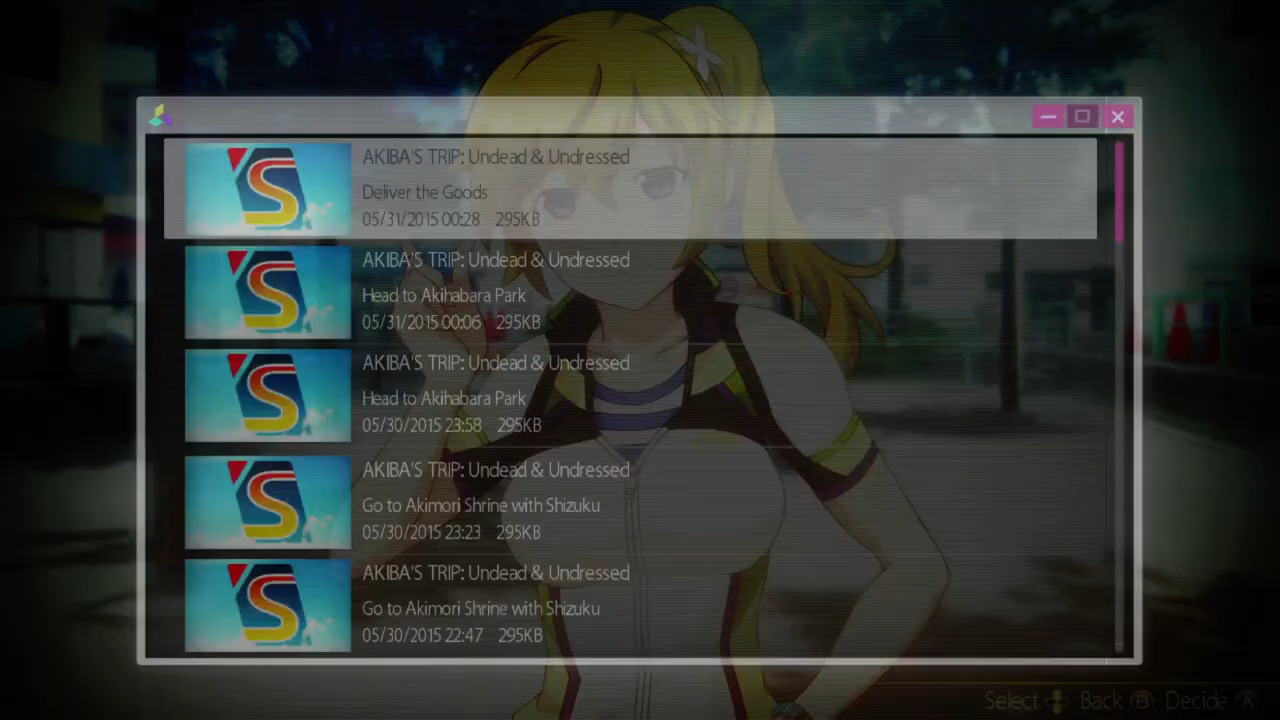 AKIBA'S TRIP: Undead & Undressed
Deliver the Goods
05/31/2015 00:28 295KB
AKIBA'S TRIP: Undead & Undressed
Head to Akihabara Park
05/31/2015 00:06 295KB
AKIBA'S TRIP: Undead & Undressed
Head to Akihabara Park
05/30/2015 23:58 295KB
AKIBA'S TRIP: Undead & Undressed
Go to Akimori Shrine with Shizuku
05/30/2015 23:23 295KB
AKIBA'S TRIP: Undead & Undressed
Go to Akimori Shrine with Shizuku
05/30/2015 22:47 295KB
Select Back B Decide A